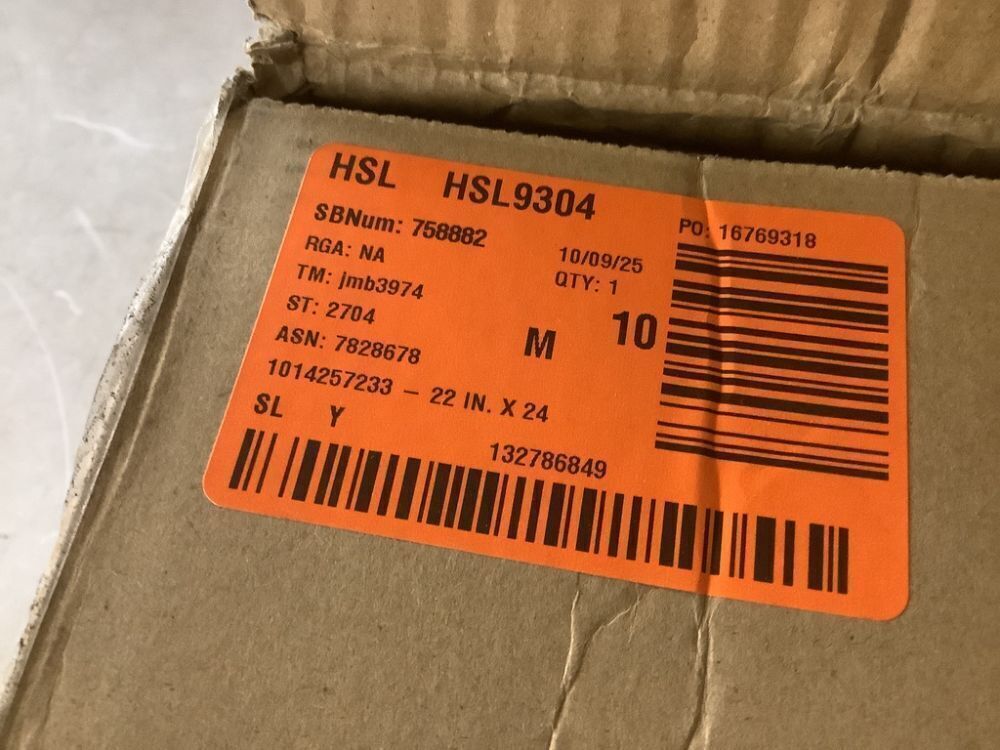 HSL HSL9304
SBNum: 758882
PO: 16769318
RGA: NA
10/09/25
TM: jmb3974
QTY: 1
ST: 2704
M 10
ASN: 7828678
1014257233 – 22 IN. X 24
SL Y
132786849